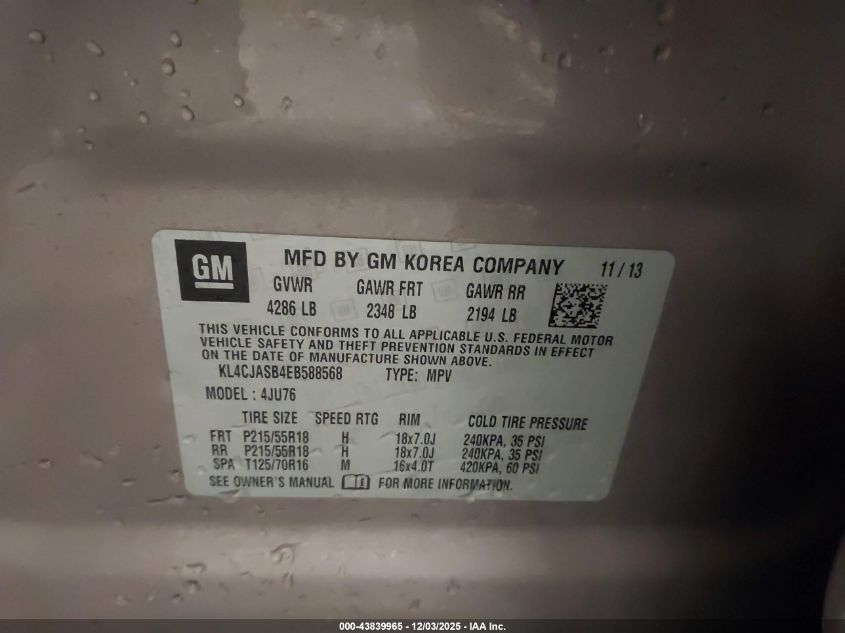 GM MFD BY GM KOREA COMPANY 11 / 13
GVWR GAWR FRT GAWR RR
4286 LB 2348 LB 2194 LB
THIS VEHICLE CONFORMS TO ALL APPLICABLE U.S. FEDERAL MOTOR
VEHICLE SAFETY AND THEFT PREVENTION STANDARDS IN EFFECT
ON THE DATE OF MANUFACTURE SHOWN ABOVE.
KL4CJASB4EB588568 TYPE: MPV
MODEL : 4JU76
TIRE SIZE SPEED RTG RIM COLD TIRE PRESSURE
FRT P215/55R18 H 18x7.0J 240KPA, 35 PSI
RR P215/55R18 H 18x7.0J 240KPA, 35 PSI
SPA T125/70R16 M 16x4.0T 420KPA, 60 PSI
SEE OWNER'S MANUAL FOR MORE INFORMATION.
000-43839965 - 12/03/2025 - IAA Inc.